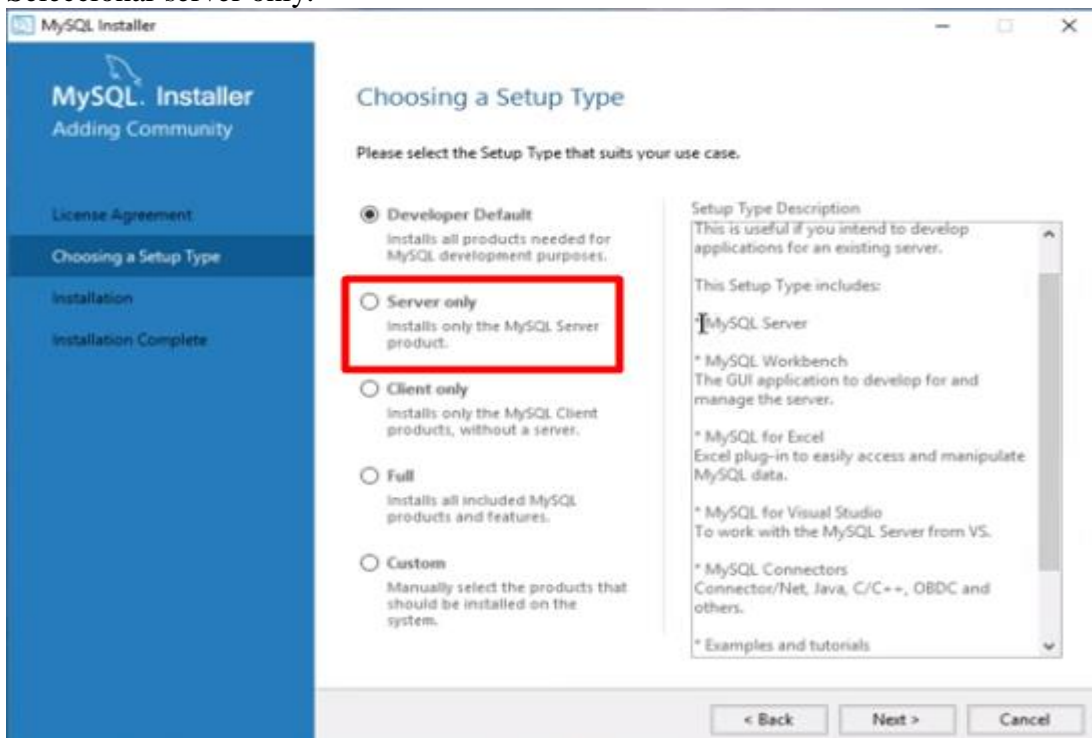 Seleccionar server only.
MySQL Installer
MySQL. Installer
Adding Community
License Agreement
Choosing a Setup Type
Installation
Installation Complete
Choosing a Setup Type
Please select the Setup Type that suits your use case.
Developer Default
Installs all products needed for
MySQL development purposes.
Server only
Installs only the MySQL Server
product.
Client only
Installs only the MySQL Client
products, without a server.
Full
Installs all included MySQL
products and features.
Custom
Manually select the products that
should be installed on the
system.
Setup Type Description
This is useful if you intend to develop
applications for an existing server.
This Setup Type includes:
* MySQL Server
* MySQL Workbench
The GUI application to develop for and
manage the server.
* MySQL for Excel
Excel plug-in to easily access and manipulate
MySQL data.
* MySQL for Visual Studio
To work with the MySQL Server from VS.
* MySQL Connectors
Connector/Net, Java, C/C++, OBDC and
others.
* Examples and tutorials
< Back
Next >
Cancel